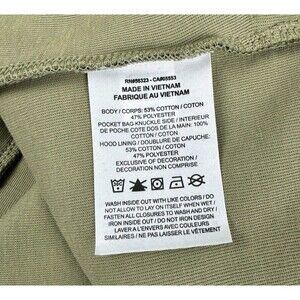 RN#56323 - CA#05553
MADE IN VIETNAM
FABRIQUE AU VIETNAM
BODY / CORPS: 53% COTTON / COTON
47% POLYESTER
POCKET BAG KNUCKLE SIDE / INTERIEUR
DE POCHE COTE DOS DE LA MAIN: 100%
COTTON / COTON
HOOD LINING / DOUBLURE DE CAPUCHE:
53% COTTON / COTON
47% POLYESTER
EXCLUSIVE OF DECORATION /
DECORATION NON COMPRISE
WASH INSIDE OUT WITH LIKE COLORS / DO
NOT ALLOW TO LAY ON ITSELF WHEN WET /
FASTEN ALL CLOSURES TO WASH AND DRY /
IRON INSIDE OUT / DO NOT IRON DESIGN
LAVER A L'ENVERS AVEC COULEURS
SIMILAIRES / NE PAS LAISSER LE VÊTEMENT